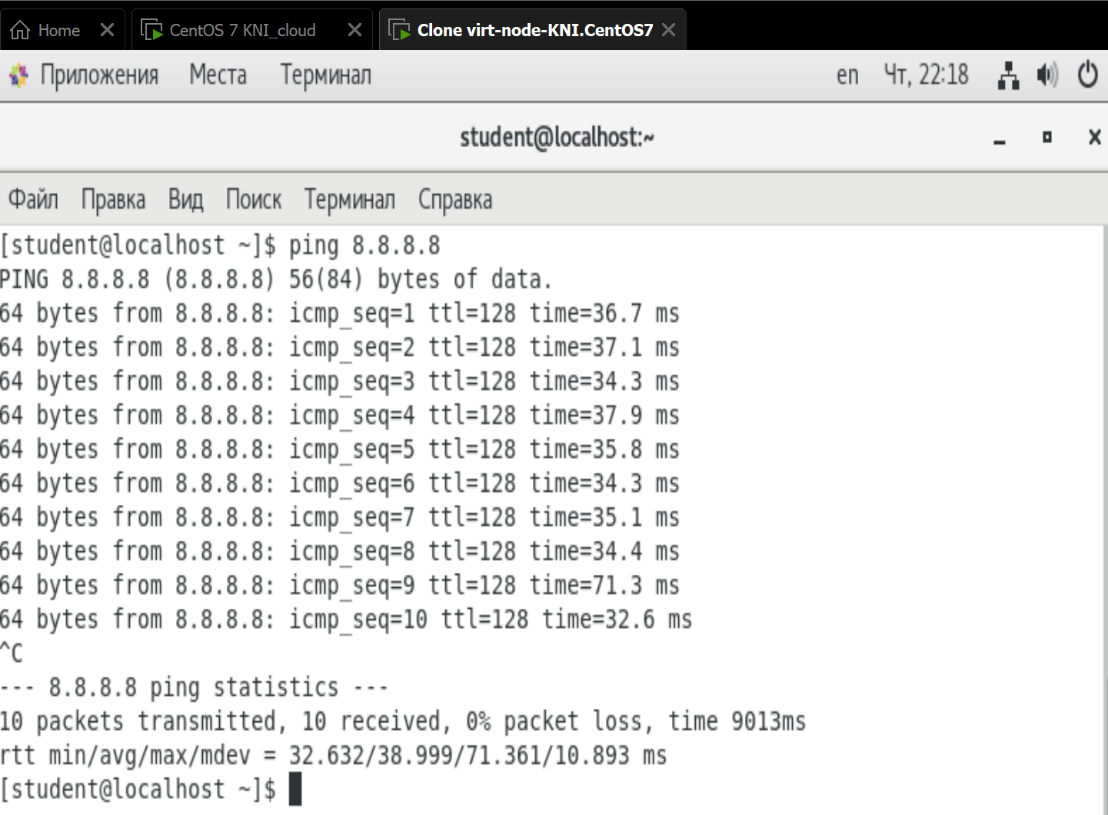 Home CentOS 7 KNI_cloud Clone virt-node-KNI.CentOS7
Приложения Места Терминал en Чт, 22:18
student@localhost:~
Файл Правка Вид Поиск Терминал Справка
[student@localhost ~]$ ping 8.8.8.8
PING 8.8.8.8 (8.8.8.8) 56(84) bytes of data.
64 bytes from 8.8.8.8: icmp_seq=1 ttl=128 time=36.7 ms
64 bytes from 8.8.8.8: icmp_seq=2 ttl=128 time=37.1 ms
64 bytes from 8.8.8.8: icmp_seq=3 ttl=128 time=34.3 ms
64 bytes from 8.8.8.8: icmp_seq=4 ttl=128 time=37.9 ms
64 bytes from 8.8.8.8: icmp_seq=5 ttl=128 time=35.8 ms
64 bytes from 8.8.8.8: icmp_seq=6 ttl=128 time=34.3 ms
64 bytes from 8.8.8.8: icmp_seq=7 ttl=128 time=35.1 ms
64 bytes from 8.8.8.8: icmp_seq=8 ttl=128 time=34.4 ms
64 bytes from 8.8.8.8: icmp_seq=9 ttl=128 time=71.3 ms
64 bytes from 8.8.8.8: icmp_seq=10 ttl=128 time=32.6 ms
^C
--- 8.8.8.8 ping statistics ---
10 packets transmitted, 10 received, 0% packet loss, time 9013ms
rtt min/avg/max/mdev = 32.632/38.999/71.361/10.893 ms
[student@localhost ~]$